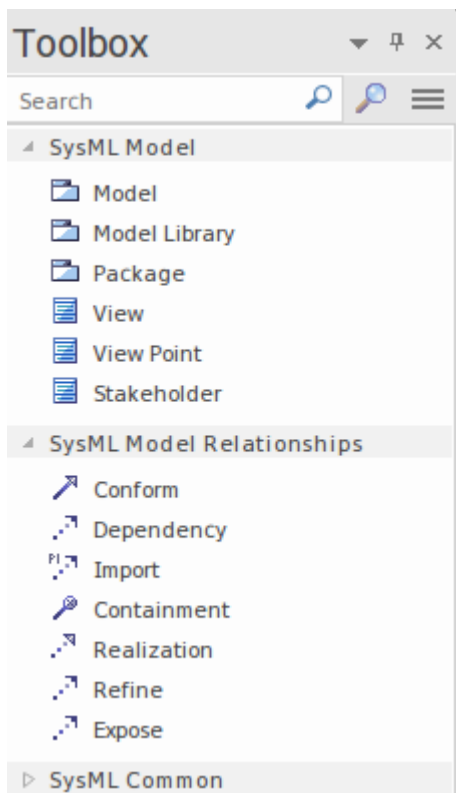 Toolbox
Search
SysML Model
Model
Model Library
Package
View
View Point
Stakeholder
SysML Model Relationships
Conform
Dependency
PI Import
Containment
Realization
Refine
Expose
SysML Common